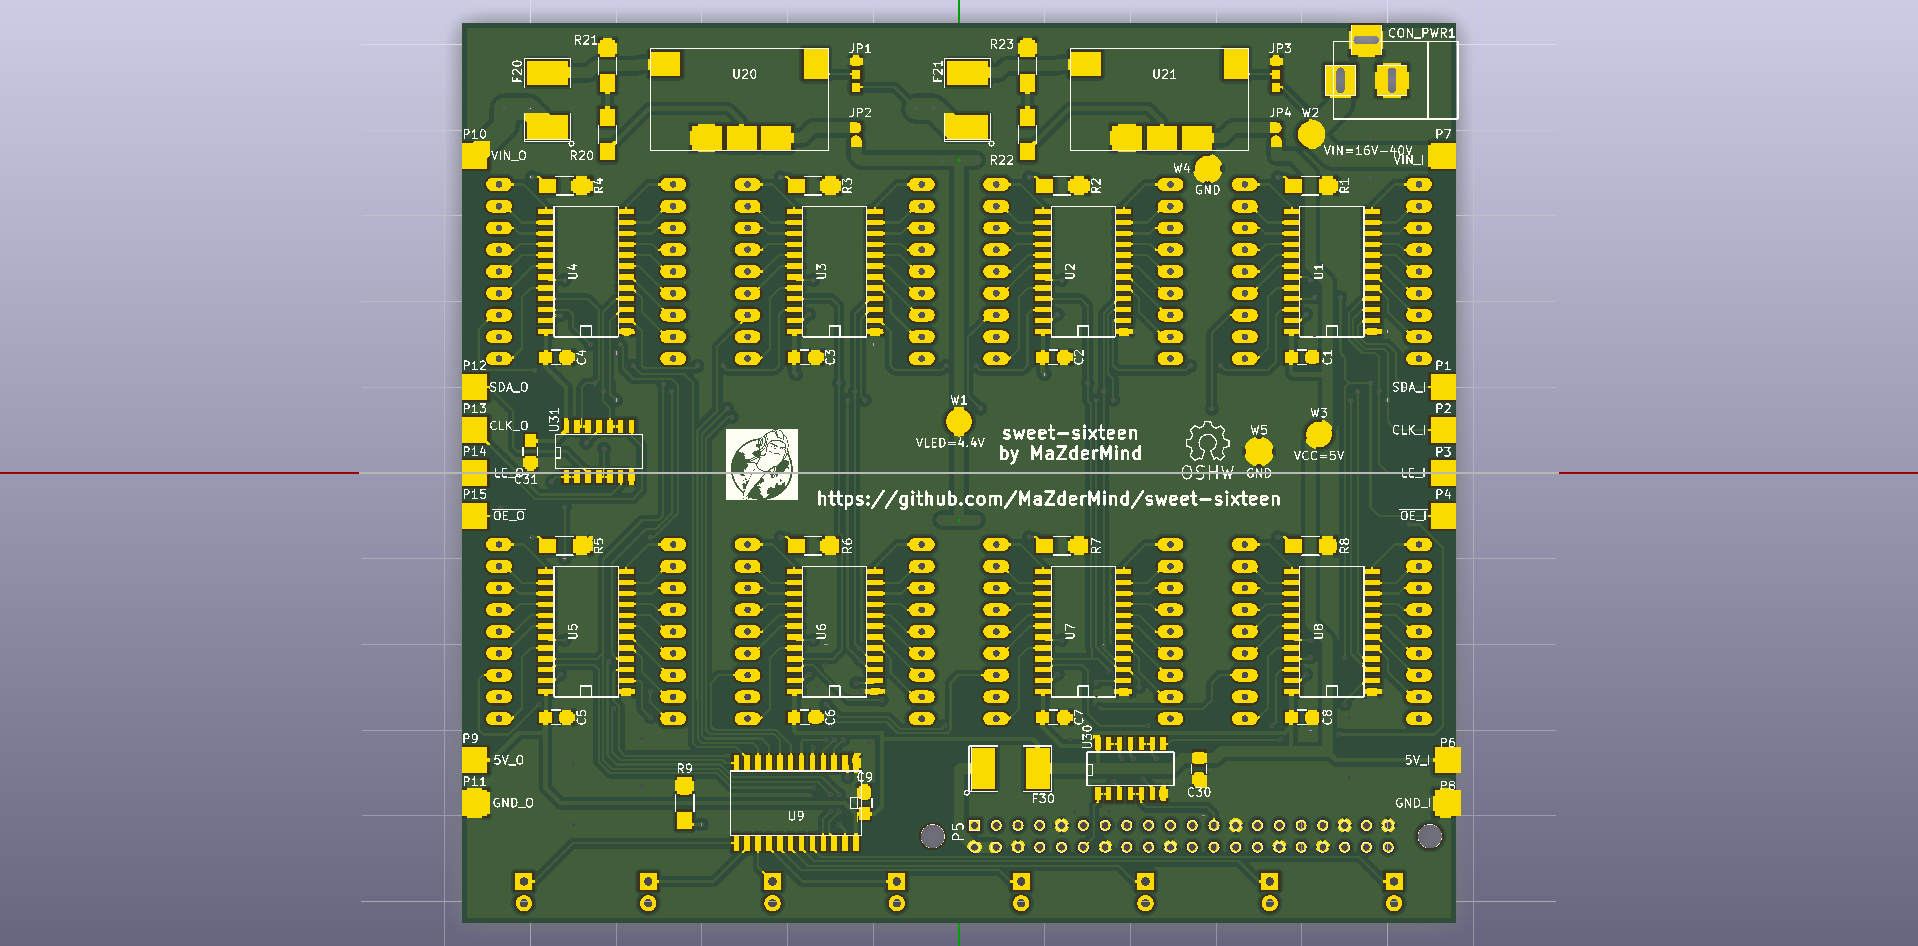 R21
F20
U20
JP1
JP2
R20
R23
F21
U21
JP3
JP4
R22
CON_PWR1
W2
VIN=16V-40V
P7
VIN_I
P10
VIN_O
W4
GND
R4
R3
R2
R1
U4
U3
U2
U1
C4
C3
C2
C1
P12
SDA_O
P13
CLK_O
P14
LE_O
P15
OE_O
U31
C31
W1
VLED=4.4V
sweet-sixteen
by MaZderMind
OSHW
W5
GND
W3
VCC=5V
https://github.com/MaZderMind/sweet-sixteen
P1
SDA_I
P2
CLK_I
P3
LE_I
P4
OE_I
R5
R6
R7
R8
U5
U6
U7
U8
C5
C6
C7
C8
P9
5V_O
P11
GND_O
R9
U9
C9
F30
U30
C30
P6
5V_I
P8
GND_I
P5